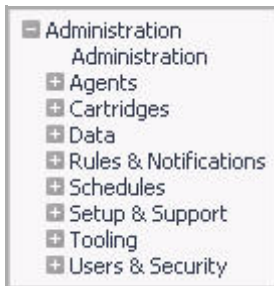 Administration
Administration
Agents
Cartridges
Data
Rules & Notifications
Schedules
Setup & Support
Tooling
Users & Security